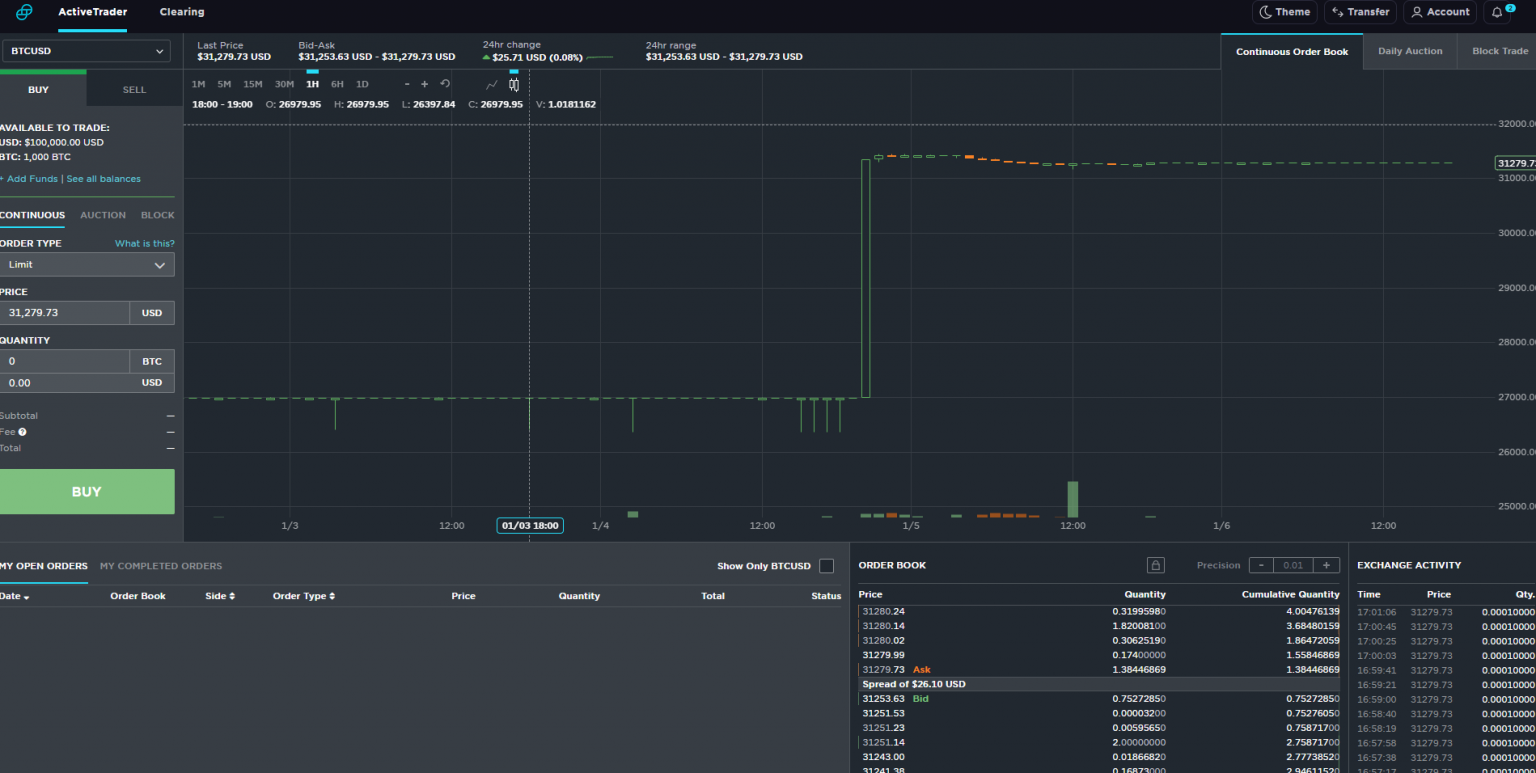 ActiveTrader Clearing Theme Transfer Account 2
BTCUSD
Last Price Bid-Ask 24hr change 24hr range
$31,279.73 USD $31,253.63 USD - $31,279.73 USD $25.71 USD (0.08%) $31,253.63 USD - $31,279.73 USD
Continuous Order Book Daily Auction Block Trade
BUY SELL
1M 5M 15M 30M 1H 6H 1D - +
18:00 - 19:00 O: 26979.95 H: 26979.95 L: 26397.84 C: 26979.95 V: 1.0181162
AVAILABLE TO TRADE:
USD: $100,000.00 USD
BTC: 1,000 BTC
+ Add Funds | See all balances
CONTINUOUS AUCTION BLOCK
ORDER TYPE What is this?
Limit
PRICE
31,279.73 USD
QUANTITY
0 BTC
0.00 USD
Subtotal —
Fee ? —
Total —
BUY
32000.0
31279.73
31000.0
30000.0
29000.0
28000.0
27000.0
26000.0
25000.0
1/3 12:00 01/03 18:00 1/4 12:00 1/5 12:00 1/6 12:00
MY OPEN ORDERS MY COMPLETED ORDERS Show Only BTCUSD
Date Order Book Side Order Type Price Quantity Total Status
ORDER BOOK Precision - 0.01 +
Price Quantity Cumulative Quantity
31280.24 0.31995980 4.00476139
31280.14 1.82008100 3.68480159
31280.02 0.30625190 1.86472059
31279.99 0.17400000 1.55846869
31279.73 Ask 1.38446869 1.38446869
Spread of $26.10 USD
31253.63 Bid 0.75272850 0.75272850
31251.53 0.00003200 0.75276050
31251.23 0.00595650 0.75871700
31251.14 2.00000000 2.75871700
31243.00 0.01866820 2.77738520
31241.38 0.16873000 2.94611520
EXCHANGE ACTIVITY
Time Price Qty.
17:01:06 31279.73 0.00010000
17:00:45 31279.73 0.00010000
17:00:25 31279.73 0.00010000
17:00:03 31279.73 0.00010000
16:59:41 31279.73 0.00010000
16:59:21 31279.73 0.00010000
16:59:00 31279.73 0.00010000
16:58:40 31279.73 0.00010000
16:58:19 31279.73 0.00010000
16:57:58 31279.73 0.00010000
16:57:38 31279.73 0.00010000
16:57:17 31279.73 0.00010000